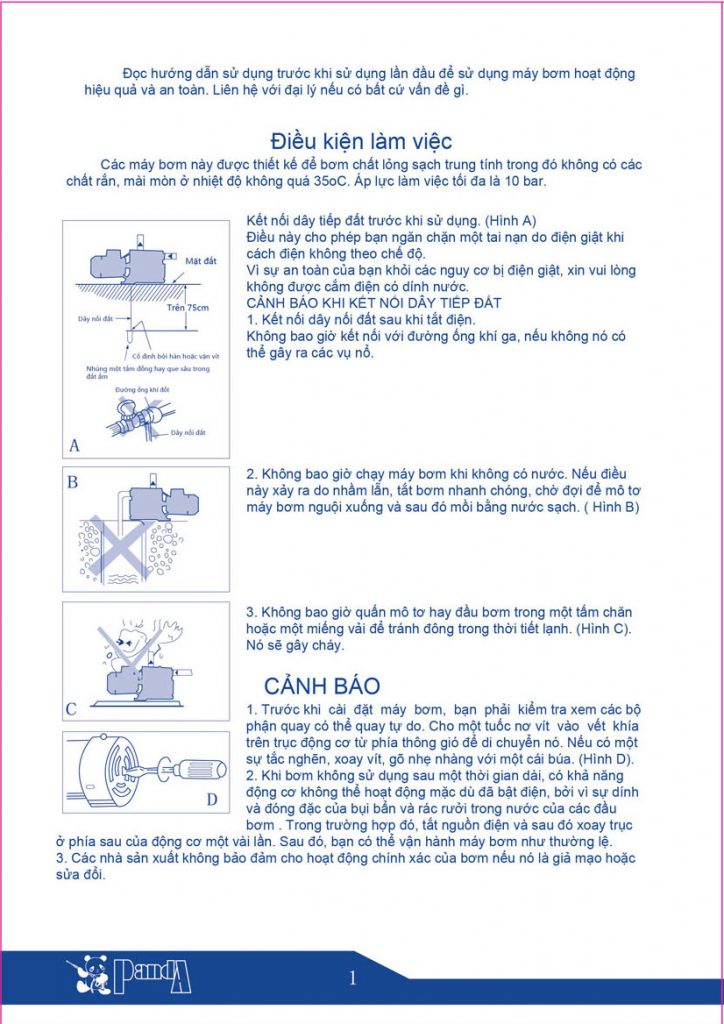 Đọc hướng dẫn sử dụng trước khi sử dụng lần đầu để sử dụng máy bơm hoạt động
hiệu quả và an toàn. Liên hệ với đại lý nếu có bất cứ vấn đề gì.
Điều kiện làm việc
Các máy bơm này được thiết kế để bơm chất lỏng sạch trung tính trong đó không có các
chất rắn, mài mòn ở nhiệt độ không quá 35oC. Áp lực làm việc tối đa là 10 bar.
Mặt đất
Trên 75cm
Dây nối đất
Cố định bởi hàn hoặc vặn vít
Nhúng một tấm đồng hay que sâu trong
đất ẩm
Đường ống khí đốt
Dây nối đất
A
Kết nối dây tiếp đất trước khi sử dụng. (Hình A)
Điều này cho phép bạn ngăn chặn một tai nạn do điện giật khi
cách điện không theo chế độ.
Vì sự an toàn của bạn khỏi các nguy cơ bị điện giật, xin vui lòng
không được cắm điện có dính nước.
CẢNH BÁO KHI KẾT NỐI DÂY TIẾP ĐẤT
1. Kết nối dây nối đất sau khi tắt điện.
Không bao giờ kết nối với đường ống khí ga, nếu không nó có
thể gây ra các vụ nổ.
B
2. Không bao giờ chạy máy bơm khi không có nước. Nếu điều
này xảy ra do nhầm lẫn, tắt bơm nhanh chóng, chờ đợi để mô tơ
máy bơm nguội xuống và sau đó mồi bằng nước sạch. ( Hình B)
C
3. Không bao giờ quấn mô tơ hay đầu bơm trong một tấm chăn
hoặc một miếng vải để tránh đông trong thời tiết lạnh. (Hình C).
Nó sẽ gây cháy.
CẢNH BÁO
D
1. Trước khi cài đặt máy bơm, bạn phải kiểm tra xem các bộ
phận quay có thể quay tự do. Cho một tuốc nơ vít vào vết khía
trên trục động cơ từ phía thông gió để di chuyển nó. Nếu có một
sự tắc nghẽn, xoay vít, gõ nhẹ nhàng với một cái búa. (Hình D).
2. Khi bơm không sử dụng sau một thời gian dài, có khả năng
động cơ không thể hoạt động mặc dù đã bật điện, bởi vì sự dính
và đóng đặc của bụi bẩn và rác rưởi trong nước của các đầu
bơm . Trong trường hợp đó, tắt nguồn điện và sau đó xoay trục
ở phía sau của động cơ một vài lần. Sau đó, bạn có thể vận hành máy bơm như thường lệ.
3. Các nhà sản xuất không bảo đảm cho hoạt động chính xác của bơm nếu nó là giả mạo hoặc
sửa đổi.
PandA
1